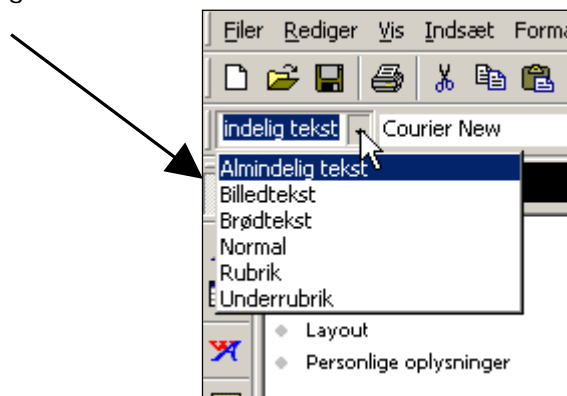 g
Filer Rediger Vis Indsæt Forma
indelig tekst Courier New
Almindelig tekst
Billedtekst
Brødtekst
Normal
Rubrik
Underrubrik
Layout
Personlige oplysninger